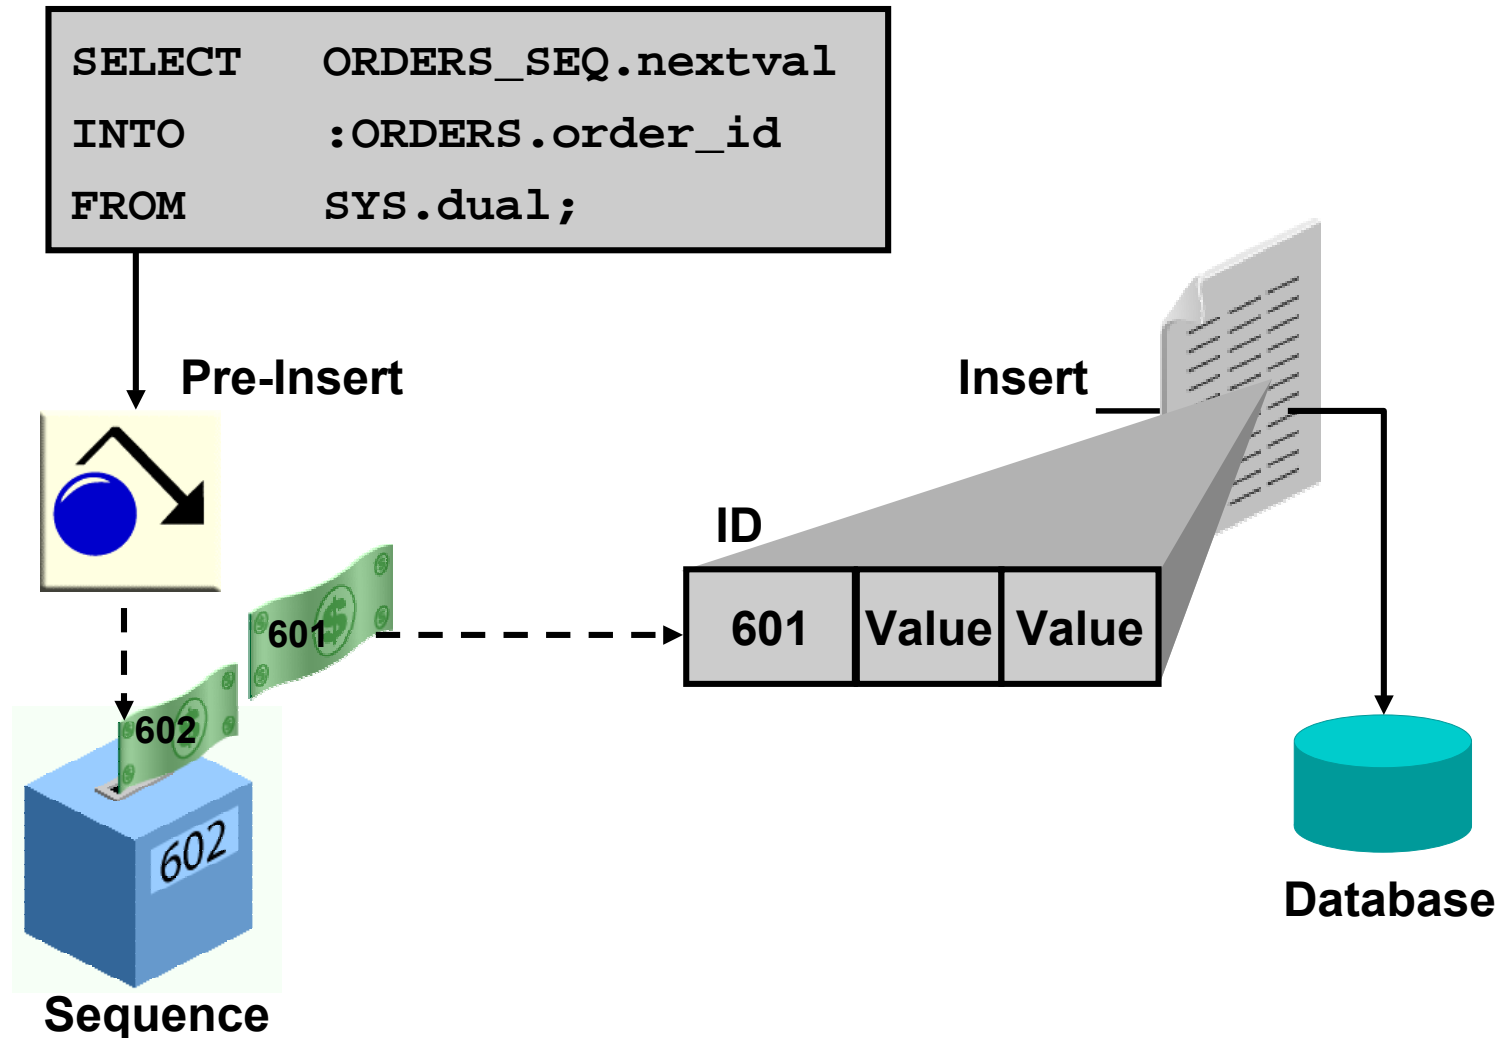 SELECT ORDERS_SEQ.nextval
INTO :ORDERS.order_id
FROM SYS.dual;
Pre-Insert
Insert
ID
601
601 Value Value
602
602
Sequence
Database